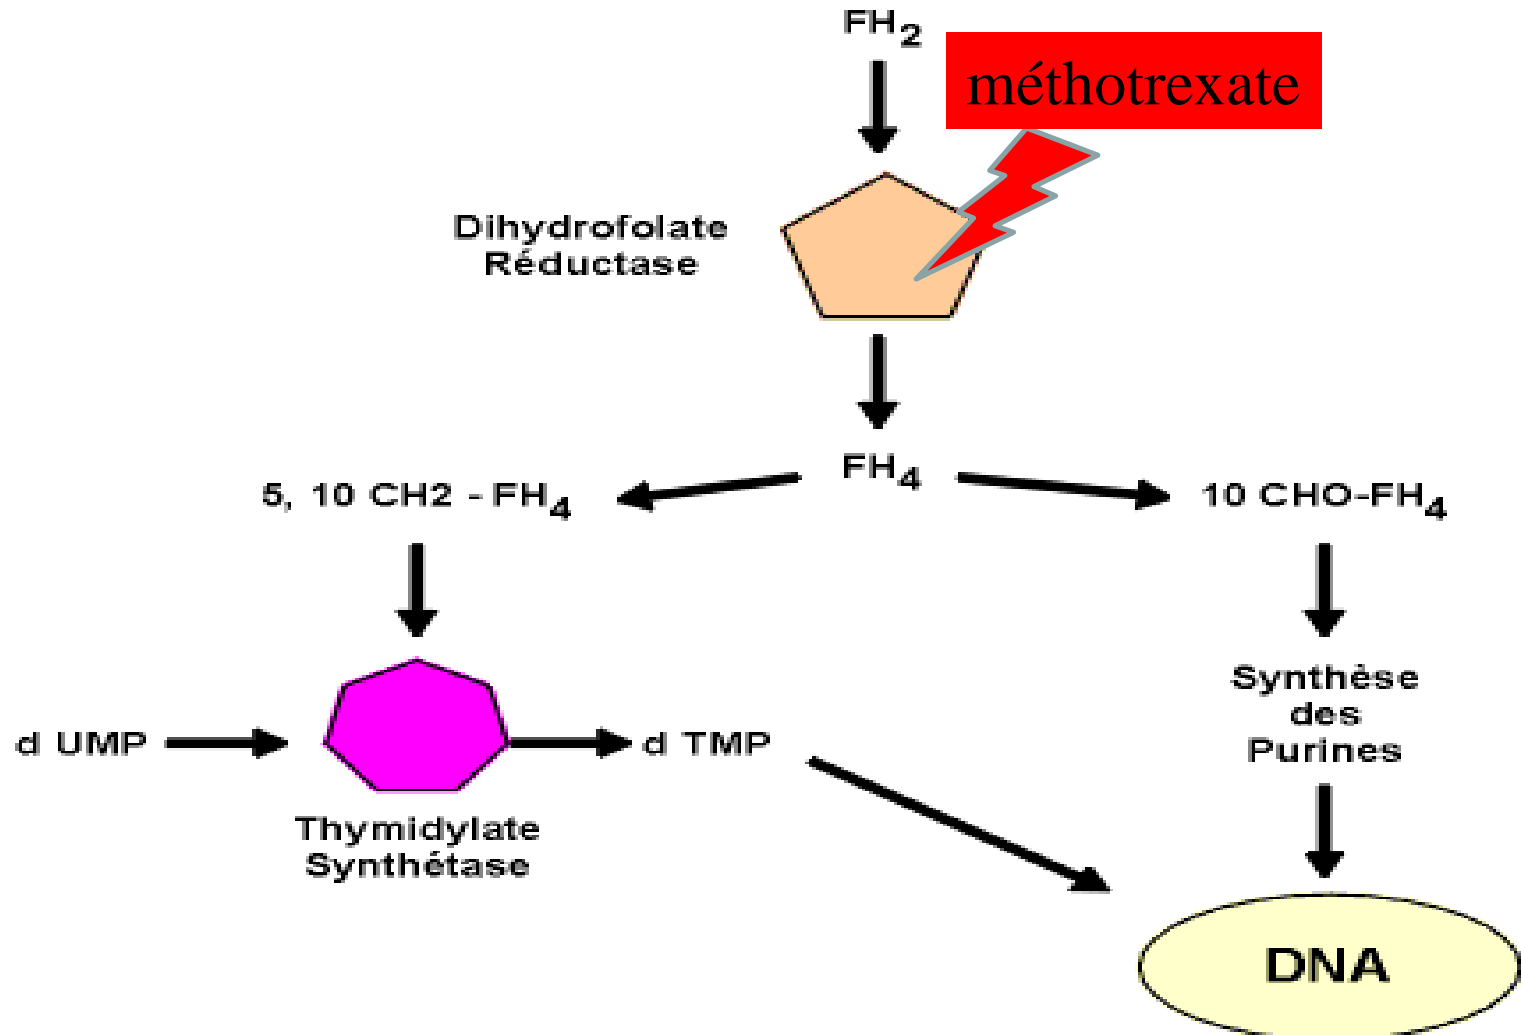 FH2
méthotrexate
Dihydrofolate
Réductase
FH4
5, 10 CH2 - FH4
10 CHO-FH4
Synthèse
des
Purines
d UMP
d TMP
Thymidylate
Synthétase
DNA